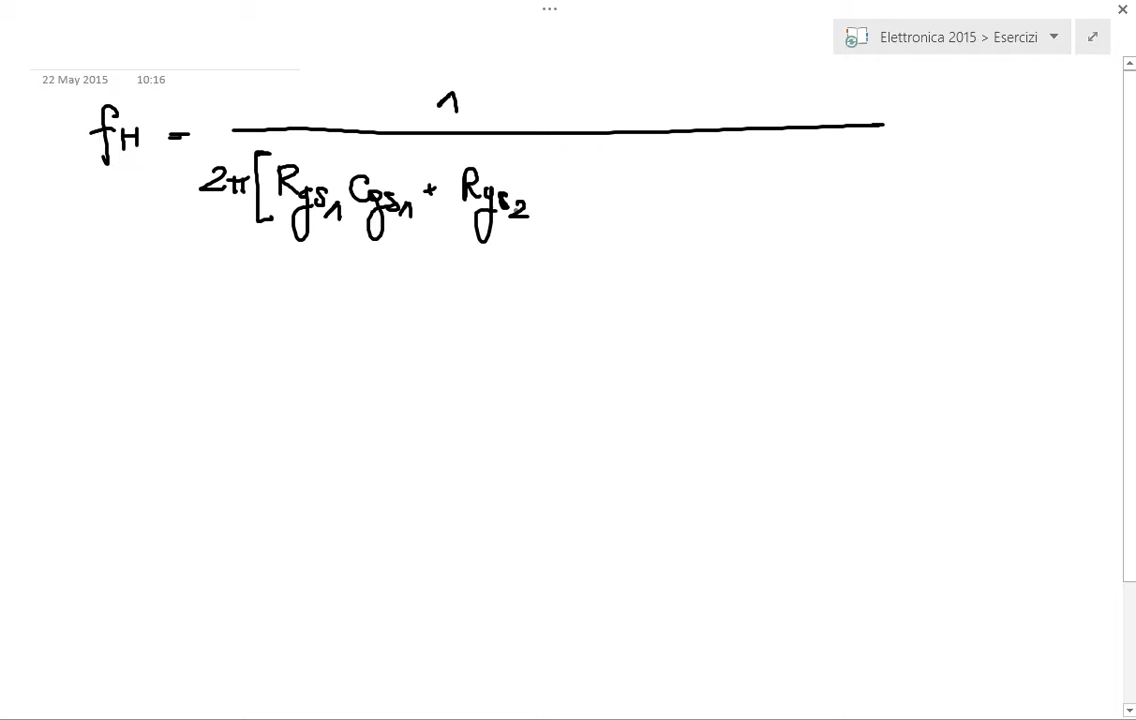 ...
Elettronica 2015 > Esercizi
22 May 2015 10:16
1
fH =
2π[Rgs1 Cgs1 + Rgs2